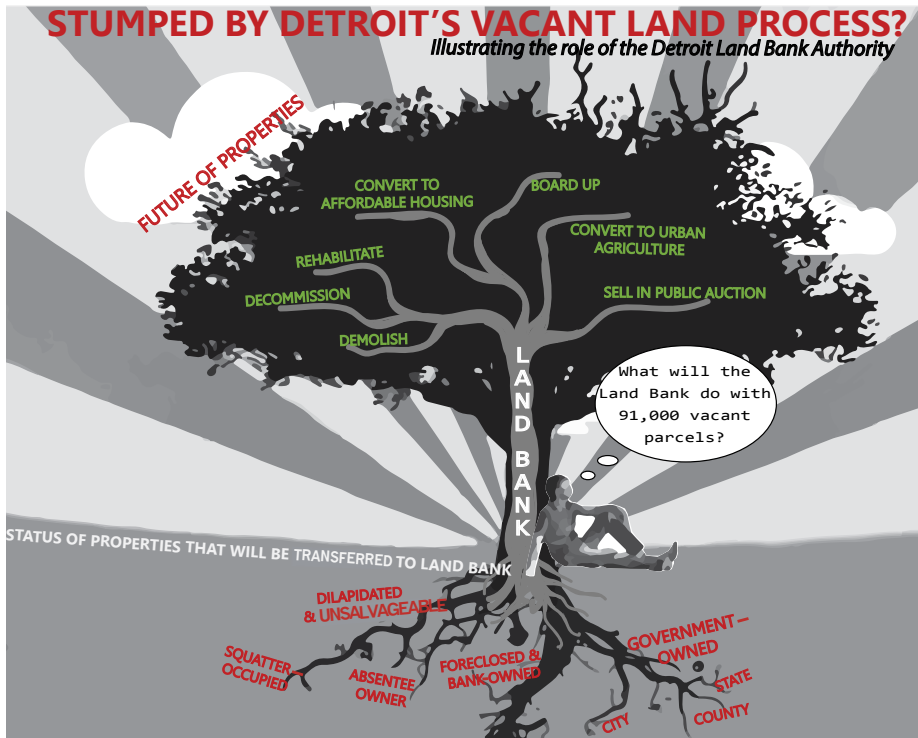 STUMPED BY DETROIT'S VACANT LAND PROCESS?
Illustrating the role of the Detroit Land Bank Authority
FUTURE OF PROPERTIES
CONVERT TO
AFFORDABLE HOUSING
BOARD UP
CONVERT TO URBAN
AGRICULTURE
REHABILITATE
DECOMMISSION
SELL IN PUBLIC AUCTION
DEMOLISH
LAND BANK
What will the
Land Bank do with
91,000 vacant
parcels?
STATUS OF PROPERTIES THAT WILL BE TRANSFERRED TO LAND BANK
DILAPIDATED
& UNSALVAGEABLE
SQUATTER–
OCCUPIED
ABSENTEE
OWNER
FORECLOSED &
BANK-OWNED
GOVERNMENT–
OWNED
STATE
COUNTY
CITY